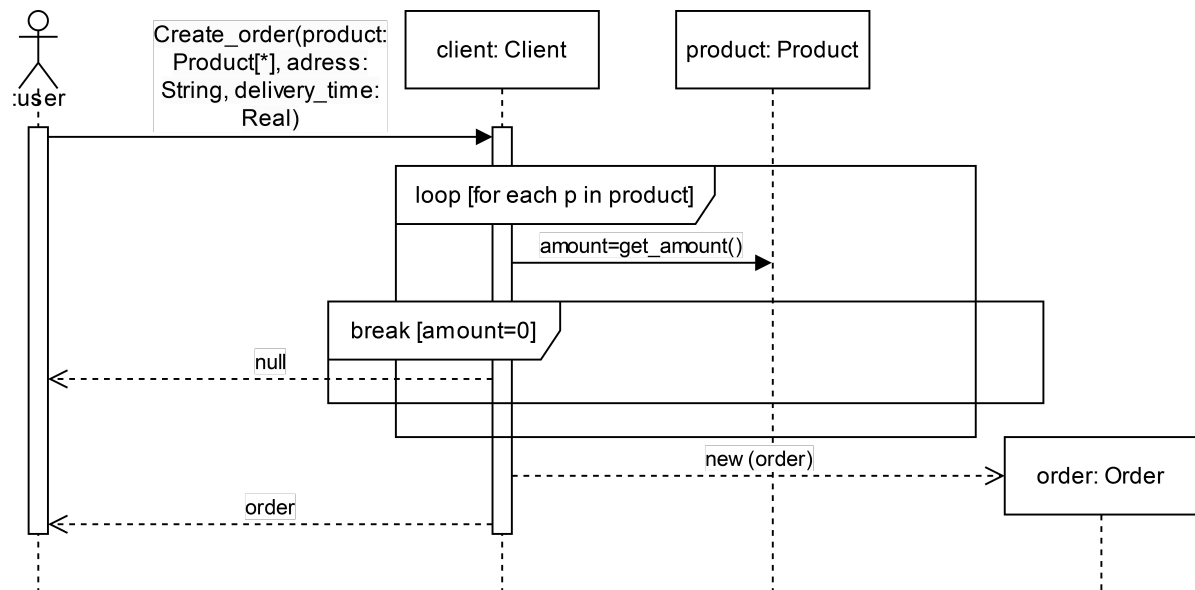 :user
Create_order(product:
Product[*], adress:
String, delivery_time:
Real)
client: Client
product: Product
loop [for each p in product]
amount=get_amount()
break [amount=0]
null
new (order)
order: Order
order